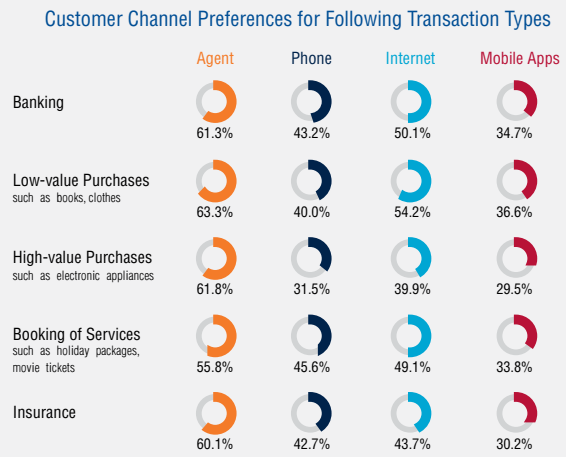 Customer Channel Preferences for Following Transaction Types
Agent Phone Internet Mobile Apps
Banking
61.3% 43.2% 50.1% 34.7%
Low-value Purchases
such as books, clothes
63.3% 40.0% 54.2% 36.6%
High-value Purchases
such as electronic appliances
61.8% 31.5% 39.9% 29.5%
Booking of Services
such as holiday packages,
movie tickets
55.8% 45.6% 49.1% 33.8%
Insurance
60.1% 42.7% 43.7% 30.2%